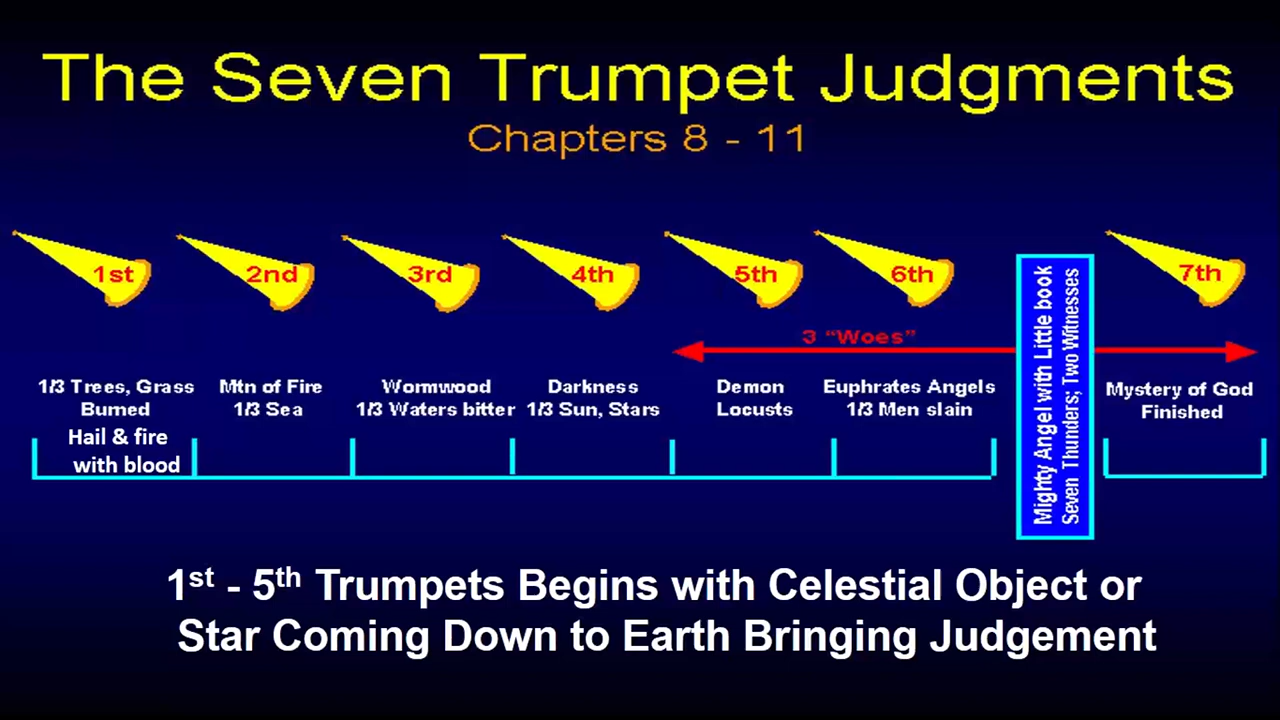 The Seven Trumpet Judgments
Chapters 8 - 11
1st
2nd
3rd
4th
5th
6th
7th
3 "Woes"
1/3 Trees, Grass
Burned
Hail & fire
with blood
Mtn of Fire
1/3 Sea
Wormwood
1/3 Waters bitter
Darkness
1/3 Sun, Stars
Demon
Locusts
Euphrates Angels
1/3 Men slain
Mighty Angel with Little book
Seven Thunders; Two Witnesses
Mystery of God
Finished
1st - 5th Trumpets Begins with Celestial Object or
Star Coming Down to Earth Bringing Judgement